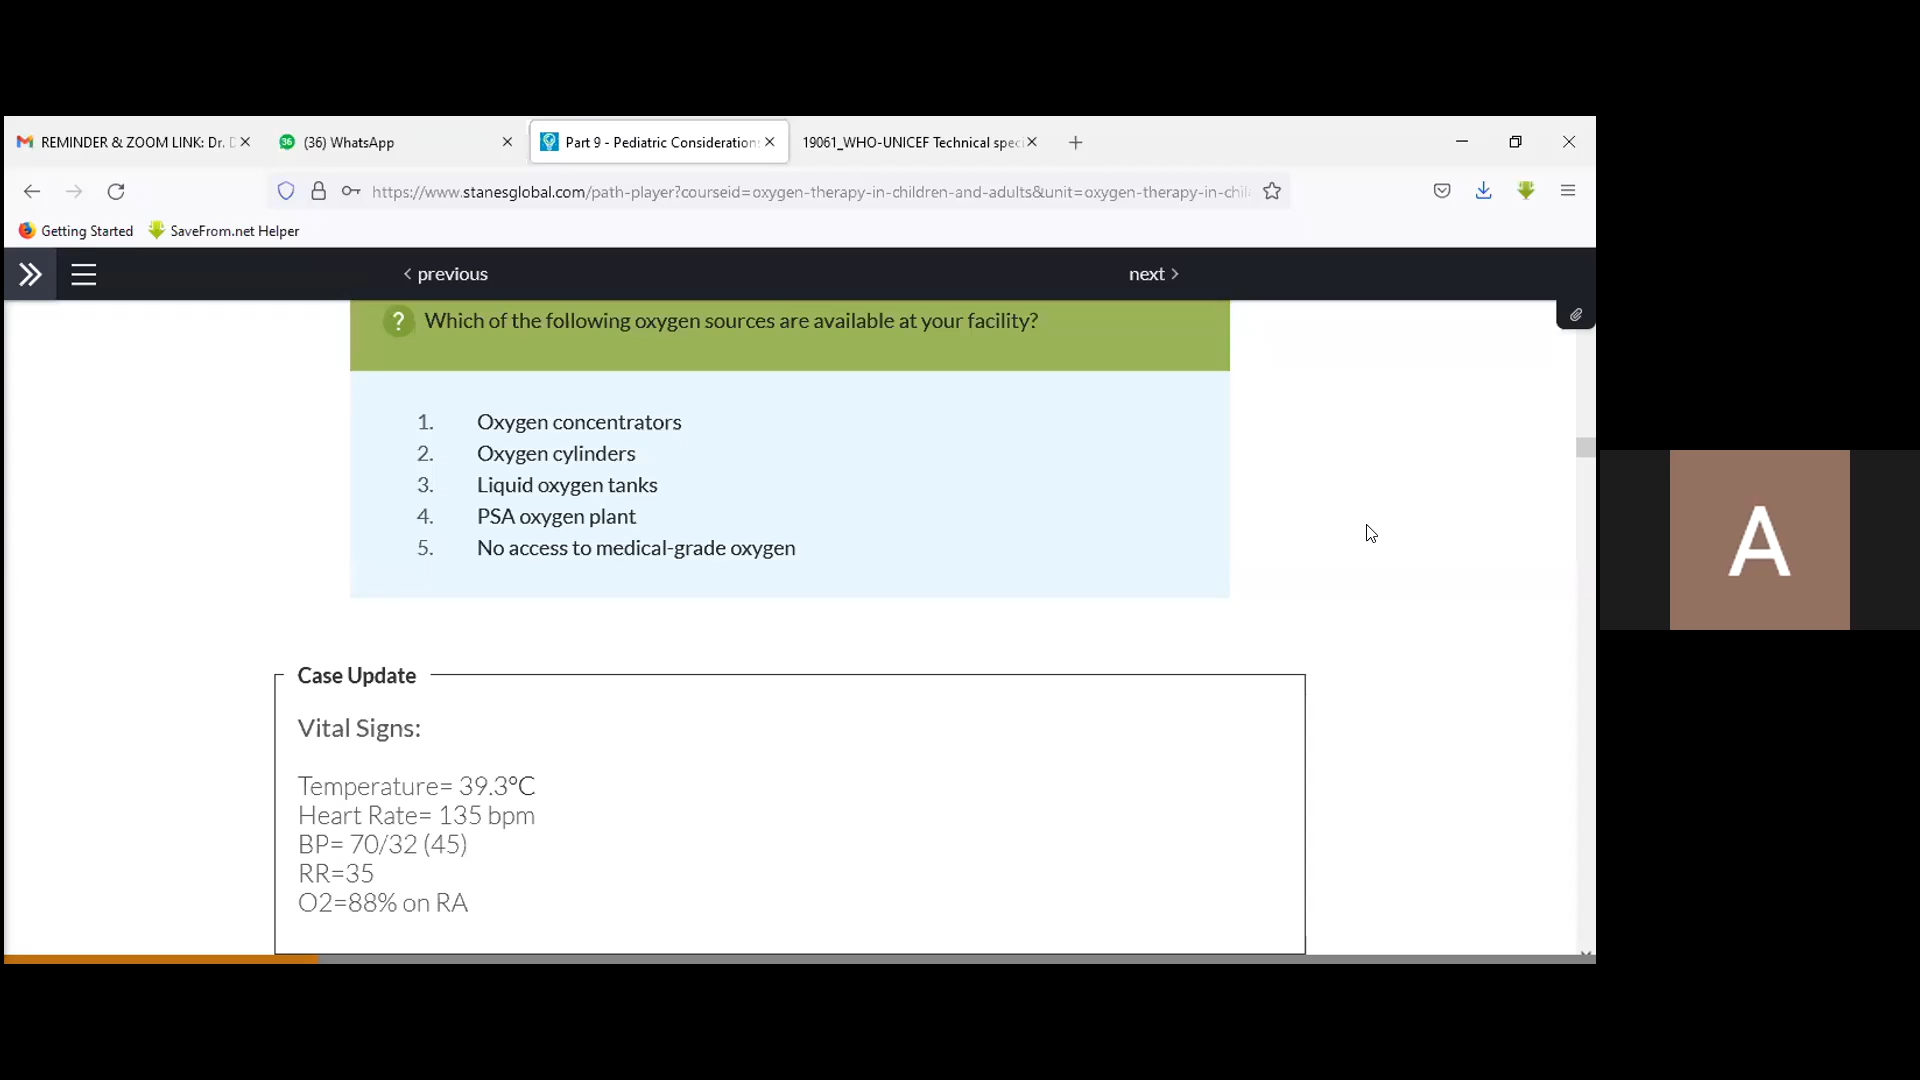 REMINDER & ZOOM LINK: Dr. D
36 (36) WhatsApp
Part 9 - Pediatric Consideration
19061_WHO-UNICEF Technical spec
https://www.stanesglobal.com/path-player?courseid=oxygen-therapy-in-children-and-adults&unit=oxygen-therapy-in-chil
Getting Started
SaveFrom.net Helper
< previous
next >
? Which of the following oxygen sources are available at your facility?
1. Oxygen concentrators
2. Oxygen cylinders
3. Liquid oxygen tanks
4. PSA oxygen plant
5. No access to medical-grade oxygen
A
Case Update
Vital Signs:
Temperature= 39.3°C
Heart Rate= 135 bpm
BP= 70/32 (45)
RR=35
O2=88% on RA